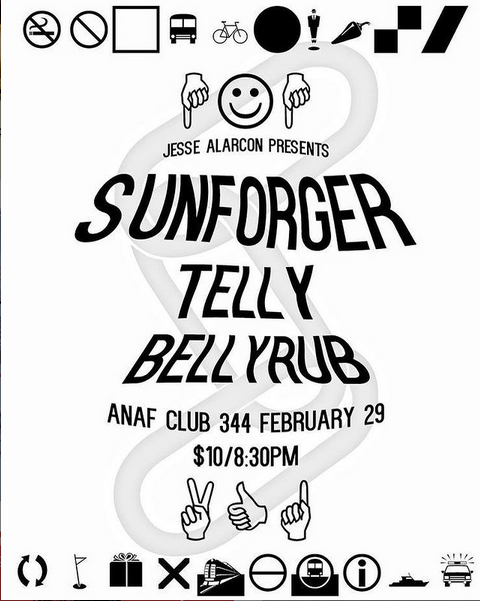 JESSE ALARCON PRESENTS
SUNFORGER
TELLY
BELLYRUB
ANAF CLUB 344 FEBRUARY 29
$10/8:30PM